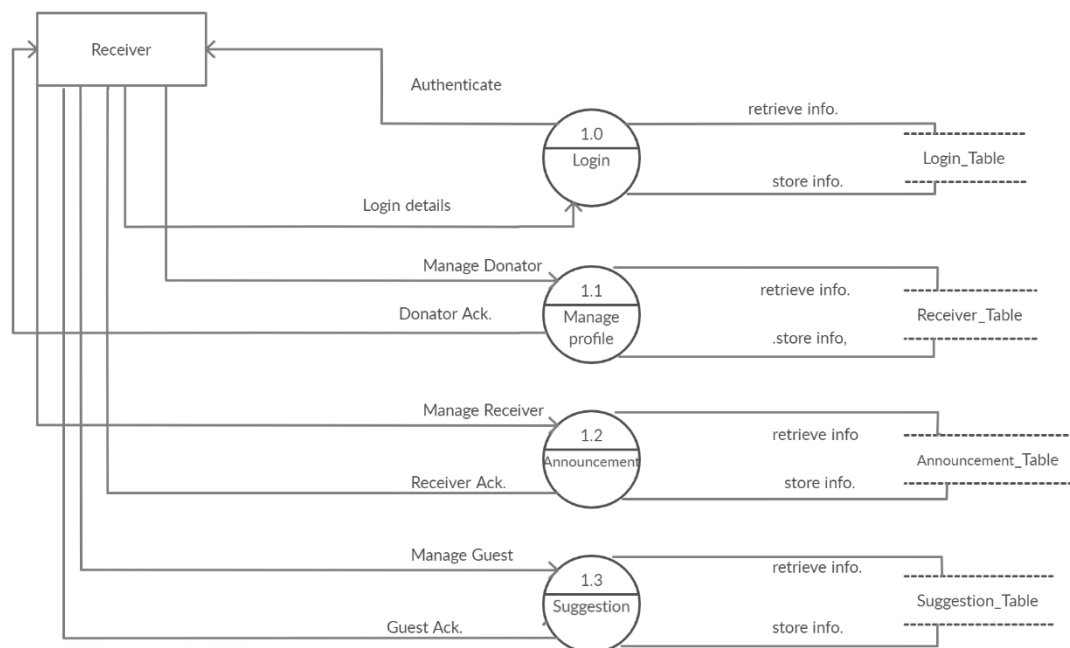 Receiver
Authenticate
retrieve info.
1.0
Login
Login_Table
store info.
Login details
Manage Donator
1.1
retrieve info.
Donator Ack.
Manage
profile
Receiver_Table
.store info,
Manage Receiver
1.2
retrieve info
Announcement
Announcement_Table
Receiver Ack.
store info.
Manage Guest
1.3
retrieve info.
Suggestion
Suggestion_Table
Guest Ack.
store info.